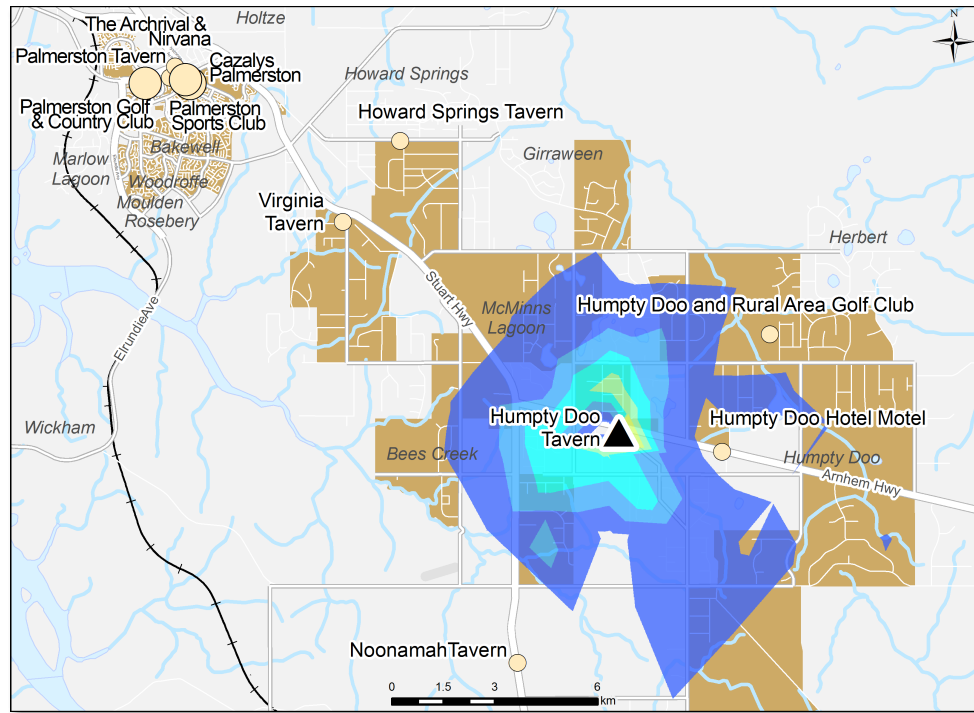 N
Holtze
The Archrival &
Nirvana
Palmerston Tavern
Cazalys
Palmerston
Howard Springs
Palmerston Golf
& Country Club
Palmerston
Sports Club
Howard Springs Tavern
Bakewell
Girraween
Marlow
Lagoon
Woodroffe
Moulden
Rosebery
Virginia
Tavern
Herbert
Stuart Hwy
ElrundieAve
McMinns
Lagoon
Humpty Doo and Rural Area Golf Club
Humpty Doo
Tavern
Humpty Doo Hotel Motel
Wickham
Bees Creek
Humpty Doo
Arnhem Hwy
NoonamahTavern
0 1.5 3 6
km